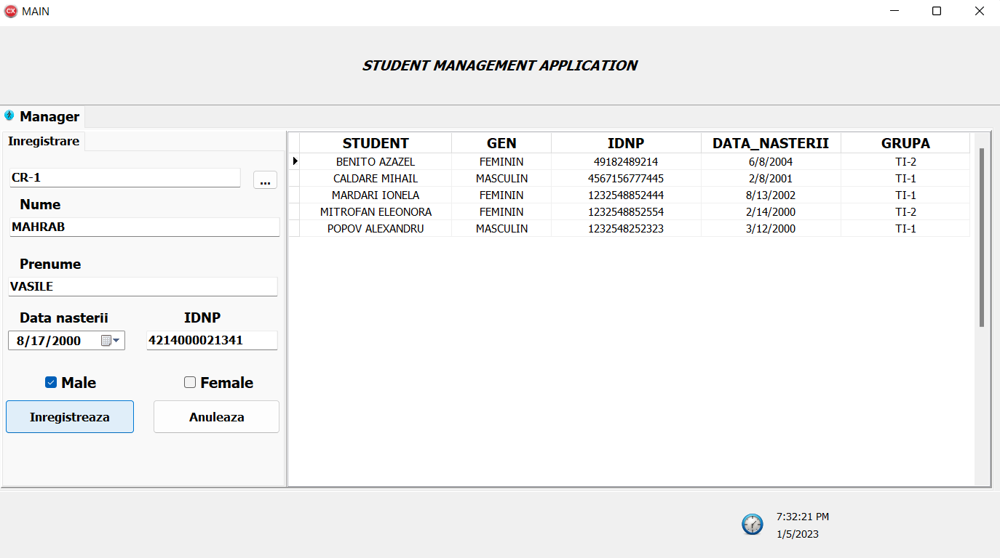 CX MAIN
STUDENT MANAGEMENT APPLICATION
Manager
Inregistrare
CR-1 ...
Nume
MAHRAB
Prenume
VASILE
Data nasterii IDNP
8/17/2000 4214000021341
Male Female
Inregistreaza Anuleaza
STUDENT GEN IDNP DATA_NASTERII GRUPA
BENITO AZAZEL FEMININ 49182489214 6/8/2004 TI-2
CALDARE MIHAIL MASCULIN 4567156777445 2/8/2001 TI-1
MARDARI IONELA FEMININ 1232548852444 8/13/2002 TI-1
MITROFAN ELEONORA FEMININ 1232548852554 2/14/2000 TI-2
POPOV ALEXANDRU MASCULIN 1232548252323 3/12/2000 TI-1
7:32:21 PM
1/5/2023